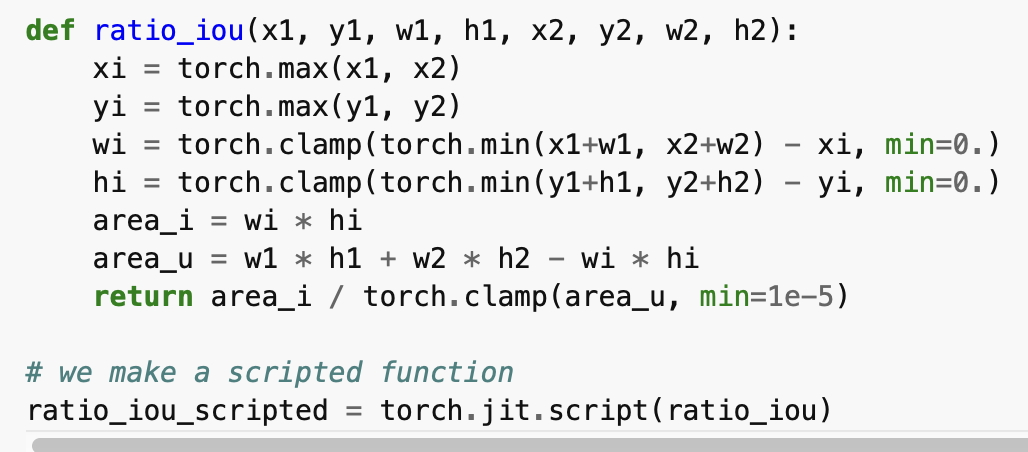 def ratio_iou(x1, y1, w1, h1, x2, y2, w2, h2):
    xi = torch.max(x1, x2)
    yi = torch.max(y1, y2)
    wi = torch.clamp(torch.min(x1+w1, x2+w2) - xi, min=0.)
    hi = torch.clamp(torch.min(y1+h1, y2+h2) - yi, min=0.)
    area_i = wi * hi
    area_u = w1 * h1 + w2 * h2 - wi * hi
    return area_i / torch.clamp(area_u, min=1e-5)
# we make a scripted function
ratio_iou_scripted = torch.jit.script(ratio_iou)